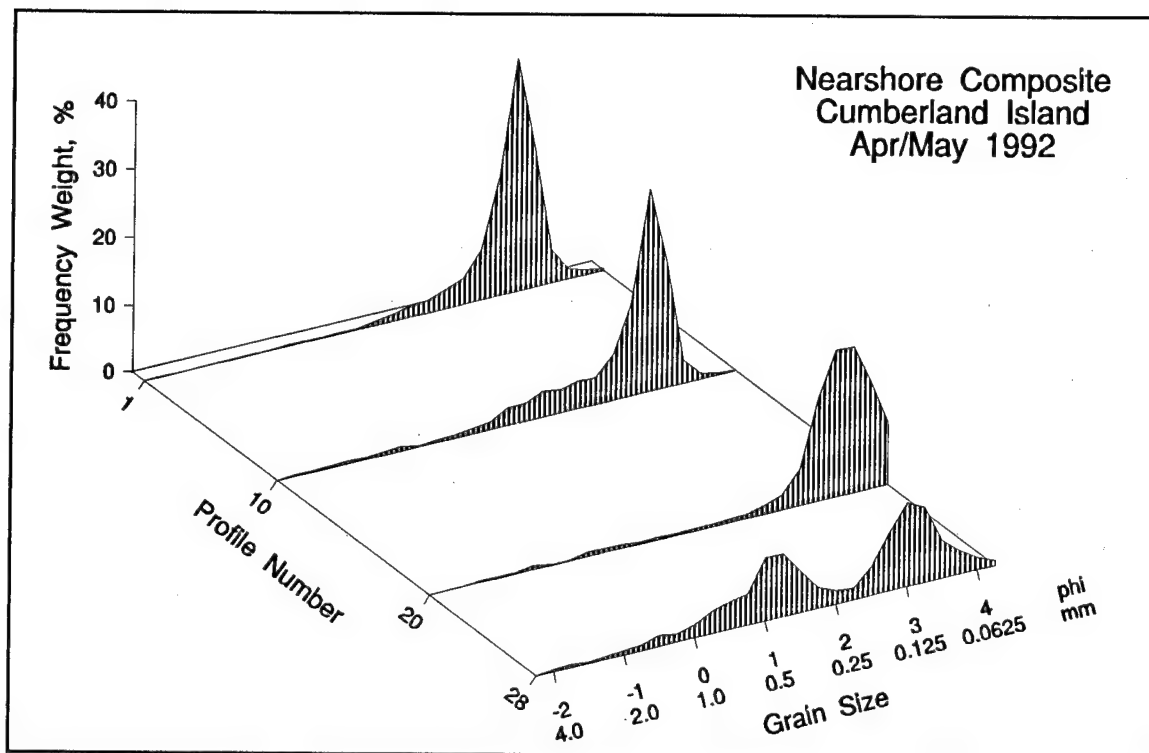 Nearshore Composite
Cumberland Island
Apr/May 1992
Frequency Weight, %
40
30
20
10
0
1
10
20
28
Profile Number
-2 -1 0 1 2 3 4 phi
4.0 2.0 1.0 0.5 0.25 0.125 0.0625 mm
Grain Size